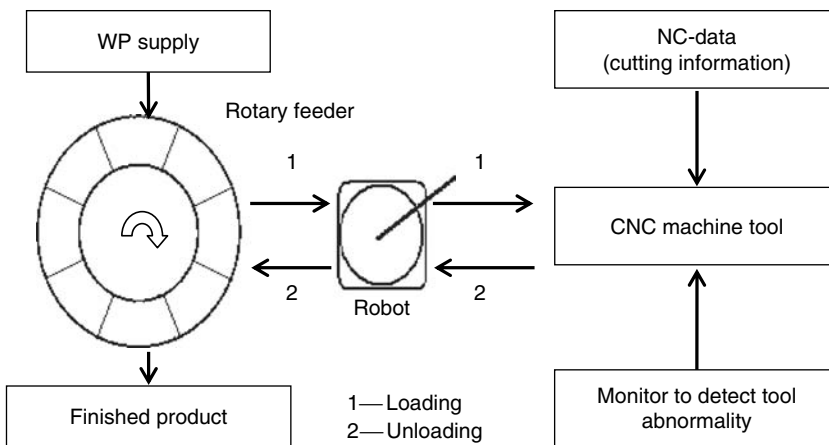 WP supply
NC-data
(cutting information)
Rotary feeder
1
1
CNC machine tool
2
2
Robot
Finished product
1—Loading
2—Unloading
Monitor to detect tool
abnormality